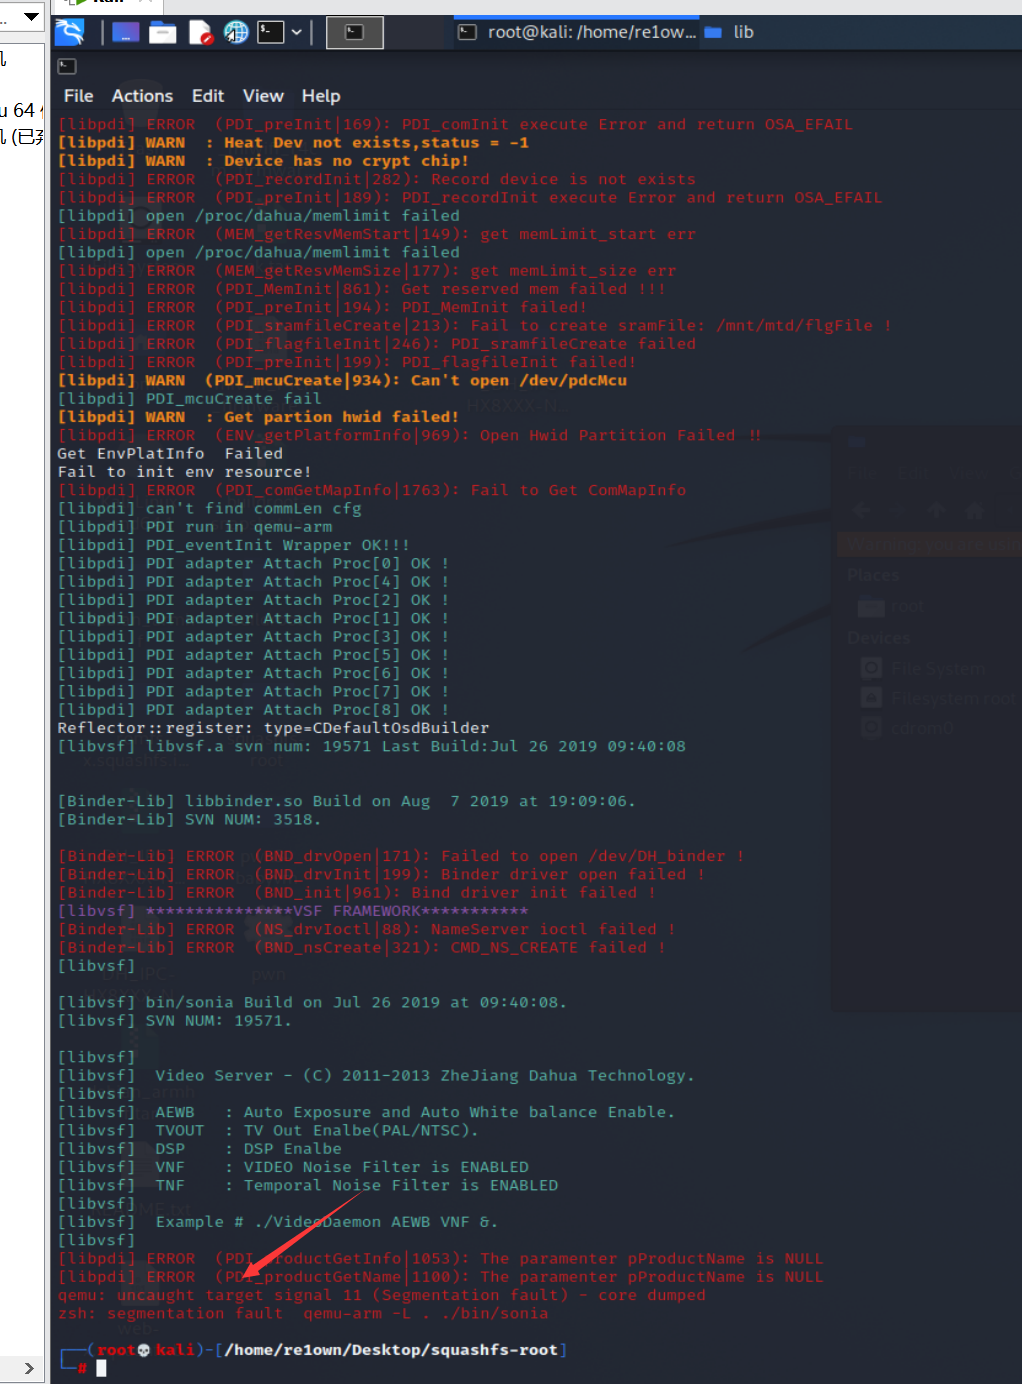 root@kali: /home/re1ow... lib
u 64
机 (已弃
File Actions Edit View Help
[libpdi] ERROR (PDI_preInit|169): PDI_comInit execute Error and return OSA_EFAIL
[libpdi] WARN : Heat Dev not exists,status = -1
[libpdi] WARN : Device has no crypt chip!
[libpdi] ERROR (PDI_recordInit|282): Record device is not exists
[libpdi] ERROR (PDI_preInit|189): PDI_recordInit execute Error and return OSA_EFAIL
[libpdi] open /proc/dahua/memlimit failed
[libpdi] ERROR (MEM_getResvMemStart|149): get memLimit_start err
[libpdi] open /proc/dahua/memlimit failed
[libpdi] ERROR (MEM_getResvMemSize|177): get memLimit_size err
[libpdi] ERROR (PDI_MemInit|861): Get reserved mem failed !!!
[libpdi] ERROR (PDI_preInit|194): PDI_MemInit failed!
[libpdi] ERROR (PDI_sramfileCreate|213): Fail to create sramFile: /mnt/mtd/flgFile !
[libpdi] ERROR (PDI_flagfileInit|246): PDI_sramfileCreate failed
[libpdi] ERROR (PDI_preInit|199): PDI_flagfileInit failed!
[libpdi] WARN (PDI_mcuCreate|934): Can't open /dev/pdcMcu
[libpdi] PDI_mcuCreate fail
[libpdi] WARN : Get partion hwid failed!
[libpdi] ERROR (ENV_getPlatformInfo|969): Open Hwid Partition Failed !!
Get EnvPlatInfo Failed
Fail to init env resource!
[libpdi] ERROR (PDI_comGetMapInfo|1763): Fail to Get ComMapInfo
[libpdi] can't find commLen cfg
[libpdi] PDI run in qemu-arm
[libpdi] PDI_eventInit Wrapper OK!!!
[libpdi] PDI adapter Attach Proc[0] OK !
[libpdi] PDI adapter Attach Proc[4] OK !
[libpdi] PDI adapter Attach Proc[2] OK !
[libpdi] PDI adapter Attach Proc[1] OK !
[libpdi] PDI adapter Attach Proc[3] OK !
[libpdi] PDI adapter Attach Proc[5] OK !
[libpdi] PDI adapter Attach Proc[6] OK !
[libpdi] PDI adapter Attach Proc[7] OK !
[libpdi] PDI adapter Attach Proc[8] OK !
Reflector::register: type=CDefaultOsdBuilder
[libvsf] libvsf.a svn num: 19571 Last Build:Jul 26 2019 09:40:08
[Binder-Lib] libbinder.so Build on Aug 7 2019 at 19:09:06.
[Binder-Lib] SVN NUM: 3518.
[Binder-Lib] ERROR (BND_drvOpen|171): Failed to open /dev/DH_binder !
[Binder-Lib] ERROR (BND_drvInit|199): Binder driver open failed !
[Binder-Lib] ERROR (BND_init|961): Bind driver init failed !
[libvsf] ***************VSF FRAMEWORK***********
[Binder-Lib] ERROR (NS_drvIoctl|88): NameServer ioctl failed !
[Binder-Lib] ERROR (BND_nsCreate|321): CMD_NS_CREATE failed !
[libvsf]
[libvsf] bin/sonia Build on Jul 26 2019 at 09:40:08.
[libvsf] SVN NUM: 19571.
[libvsf]
[libvsf] Video Server - (C) 2011-2013 ZheJiang Dahua Technology.
[libvsf]
[libvsf] AEWB : Auto Exposure and Auto White balance Enable.
[libvsf] TVOUT : TV Out Enalbe(PAL/NTSC).
[libvsf] DSP : DSP Enalbe
[libvsf] VNF : VIDEO Noise Filter is ENABLED
[libvsf] TNF : Temporal Noise Filter is ENABLED
[libvsf]
[libvsf] Example # ./VideoDaemon AEWB VNF &.
[libvsf]
[libpdi] ERROR (PDI_productGetInfo|1053): The paramenter pProductName is NULL
[libpdi] ERROR (PDI_productGetName|1100): The paramenter pProductName is NULL
qemu: uncaught target signal 11 (Segmentation fault) - core dumped
zsh: segmentation fault qemu-arm -L . ./bin/sonia
(root💀kali)-[/home/re1own/Desktop/squashfs-root]
#
Places
root
Devices
File System
Filesystem root
cdrom0